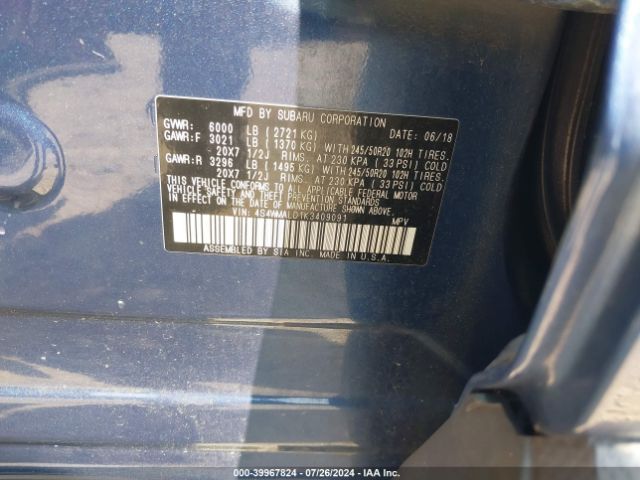 MFD BY SUBARU CORPORATION
GVWR: 6000 LB ( 2721 KG) DATE: 06/18
GAWR:F 3021 LB ( 1370 KG) WITH 245/50R20 102H TIRES.
20X7 1/2J RIMS. AT 230 KPA ( 33 PSI) COLD
GAWR:R 3296 LB ( 1495 KG) WITH 245/50R20 102H TIRES.
20X7 1/2J RIMS. AT 230 KPA ( 33 PSI) COLD
THIS VEHICLE CONFORMS TO ALL APPLICABLE FEDERAL MOTOR
VEHICLE SAFETY AND THEFT PREVENTION STANDARDS
IN EFFECT ON THE DATE OF MANUFACTURE SHOWN ABOVE.
VIN: 4S4WMALD1K3409091 MPV
ASSEMBLED BY SIA INC. MADE IN U.S.A.
000-39967824 | 07/26/2024 | IAA Inc.